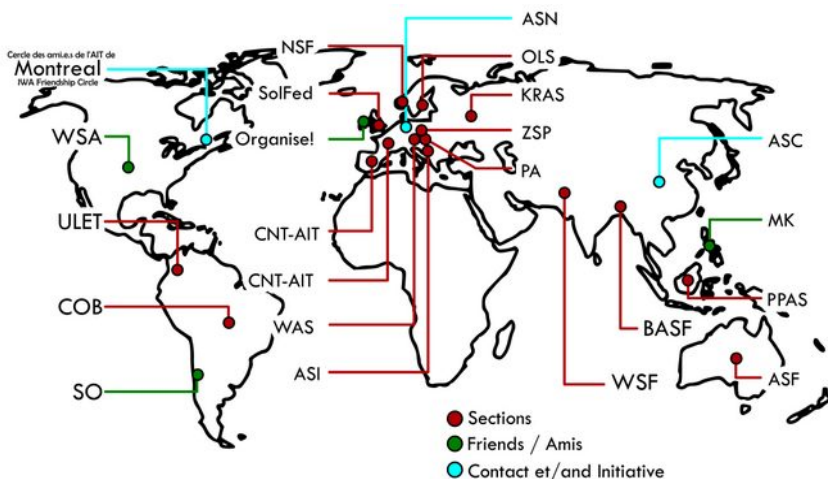 ASN
Cercle des ami.e.s de l'AIT de
Montreal
IWA Friendship Circle
NSF
OLS
SolFed
KRAS
WSA
Organise!
ZSP
ASC
PA
ULET
CNT-AIT
MK
CNT-AIT
COB
WAS
BASF
PPAS
SO
ASI
WSF
ASF
Sections
Friends / Amis
Contact et/and Initiative